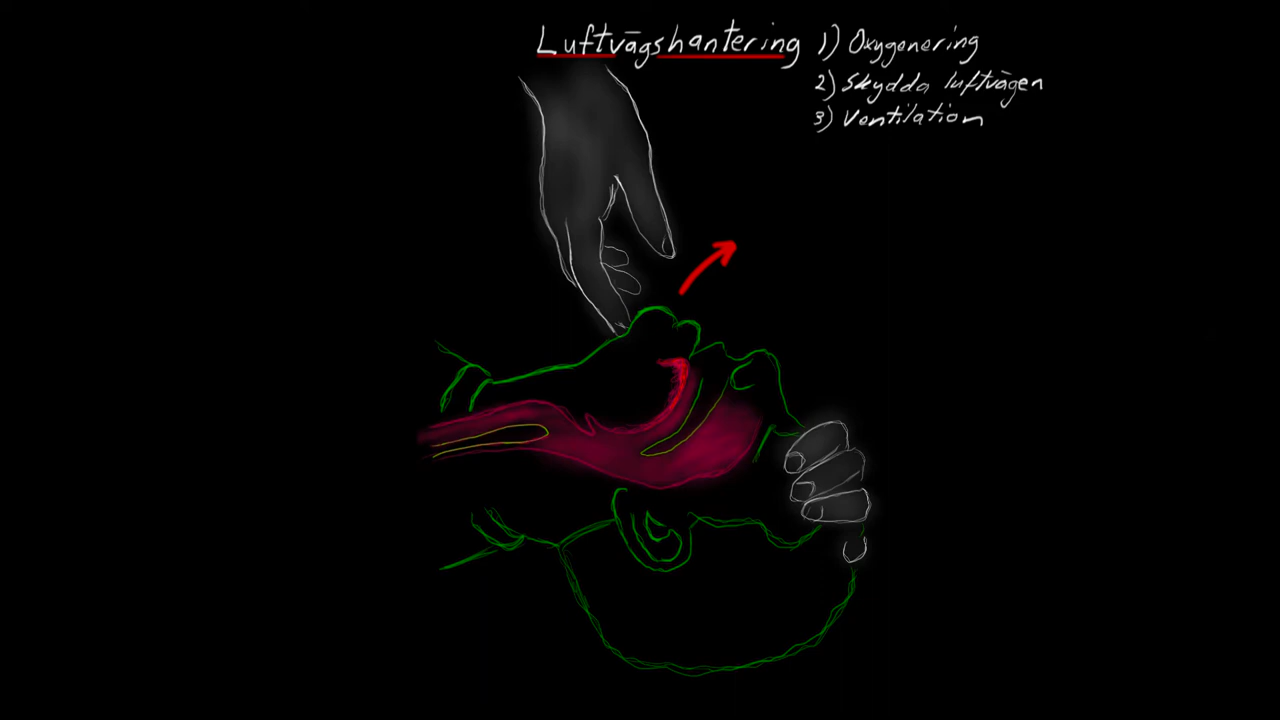 Luftvägshantering
1) Oxygenering
2) Skydda luftvägen
3) Ventilation